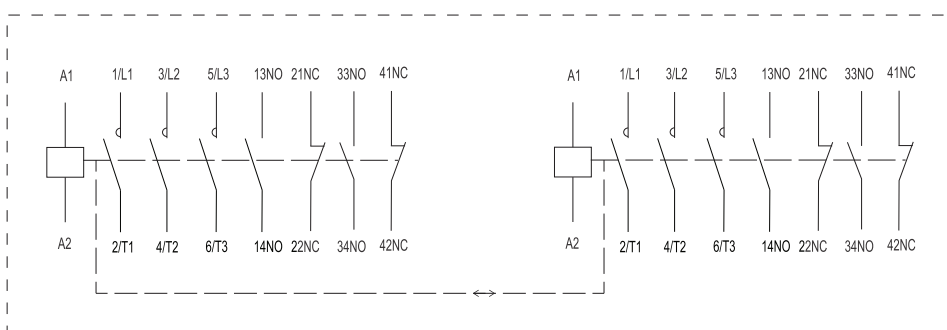 A1 1/L1 3/L2 5/L3 13NO 21NC 33NO 41NC A1 1/L1 3/L2 5/L3 13NO 21NC 33NO 41NC
A2 2/T1 4/T2 6/T3 14NO 22NC 34NO 42NC A2 2/T1 4/T2 6/T3 14NO 22NC 34NO 42NC